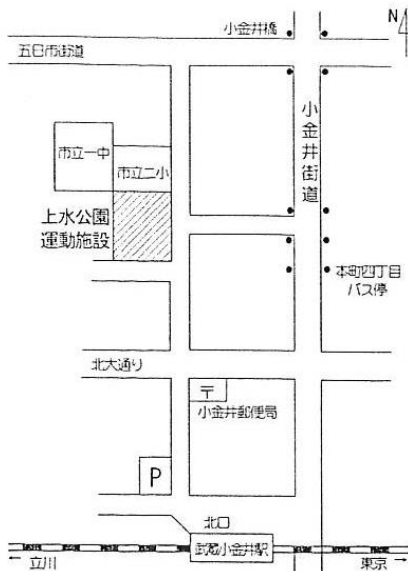 小金井橋
N
五日市街道
小金井街道
市立一中
市立二小
上水公園
運動施設
本町四丁目
バス停
北大通り
〒
小金井郵便局
P
北口
武蔵小金井駅
← 立川
東京 →